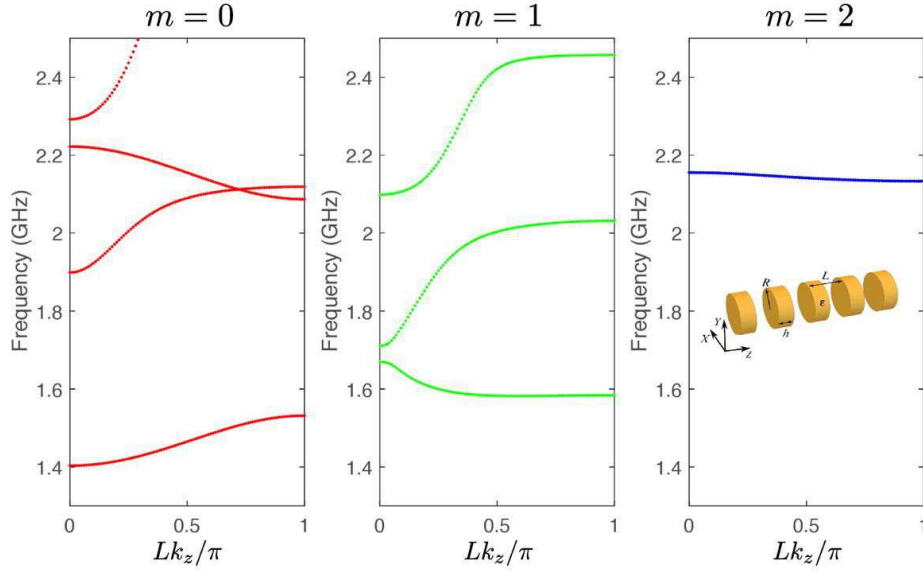 m = 0
m = 1
m = 2
Frequency (GHz)
2.4
2.2
2
1.8
1.6
1.4
0
0.5
1
Lk_z/π
Frequency (GHz)
2.4
2.2
2
1.8
1.6
1.4
0
0.5
1
Lk_z/π
Frequency (GHz)
2.4
2.2
2
1.8
1.6
1.4
0
0.5
1
Lk_z/π
R
L
ε
h
Y
X
Z